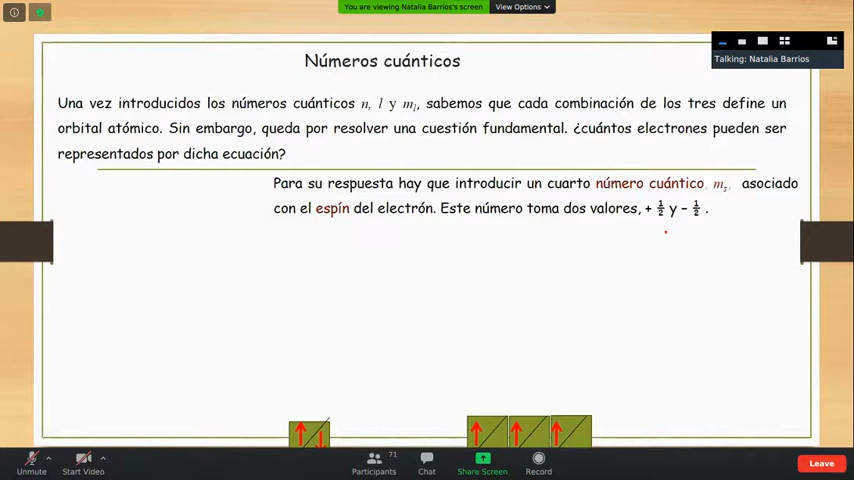 You are viewing Natalia Barrios's screen
View Options
Talking: Natalia Barrios
Números cuánticos
Una vez introducidos los números cuánticos n, l y ml, sabemos que cada combinación de los tres define un
orbital atómico. Sin embargo, queda por resolver una cuestión fundamental. ¿cuántos electrones pueden ser
representados por dicha ecuación?
Para su respuesta hay que introducir un cuarto número cuántico, ms, asociado
con el espín del electrón. Este número toma dos valores, + 1/2 y – 1/2 .
Unmute
Start Video
Participants
71
Chat
Share Screen
Record
Leave